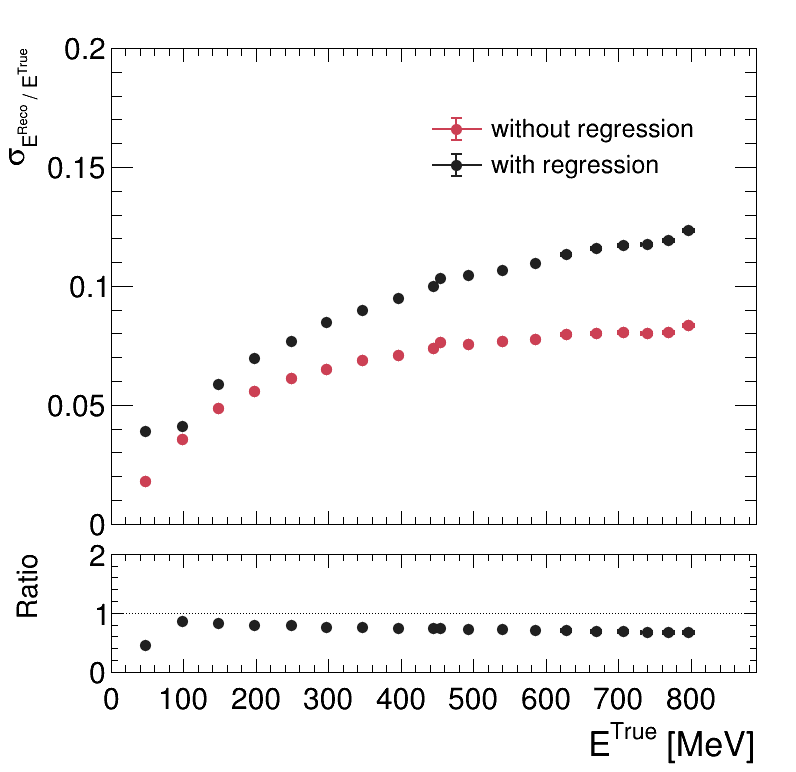 0.2
σ E^Reco / E^True
without regression
0.15
with regression
0.1
0.05
0
2
Ratio
1
0
0 100 200 300 400 500 600 700 800
E^True [MeV]